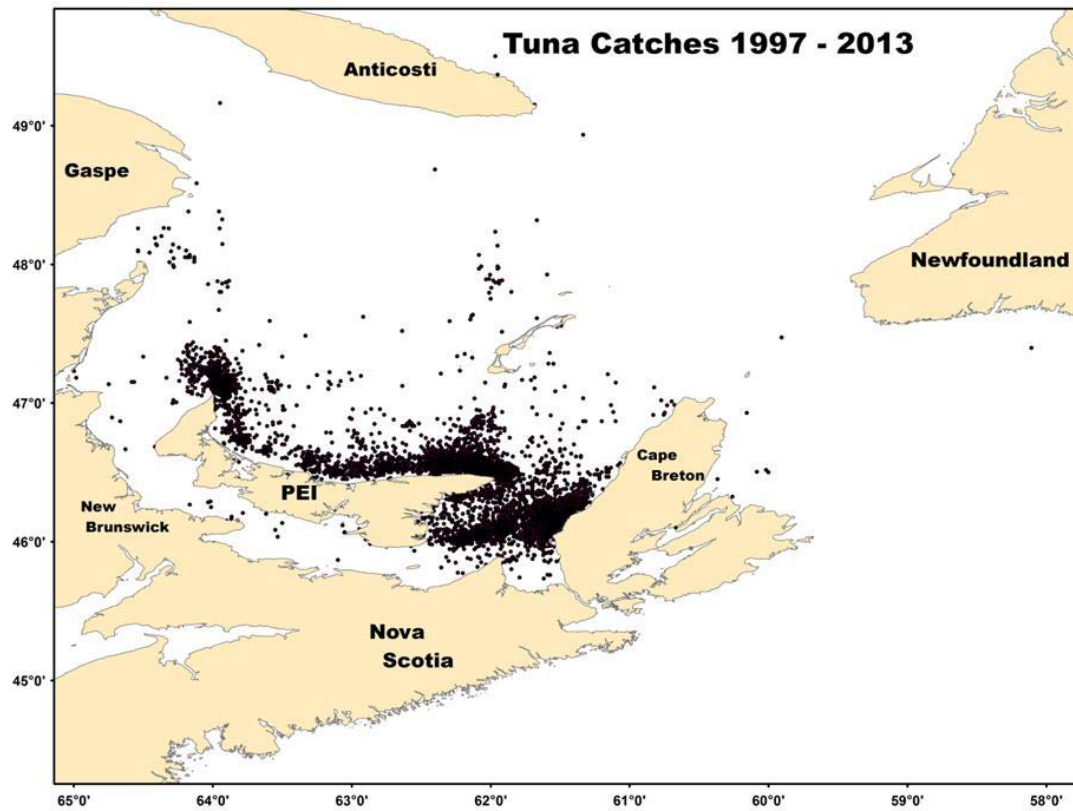 Tuna Catches 1997 - 2013
Anticosti
49°0'
Gaspe
48°0'
Newfoundland
47°0'
Cape
Breton
PEI
New
Brunswick
46°0'
Nova
Scotia
45°0'
65°0' 64°0' 63°0' 62°0' 61°0' 60°0' 59°0' 58°0'